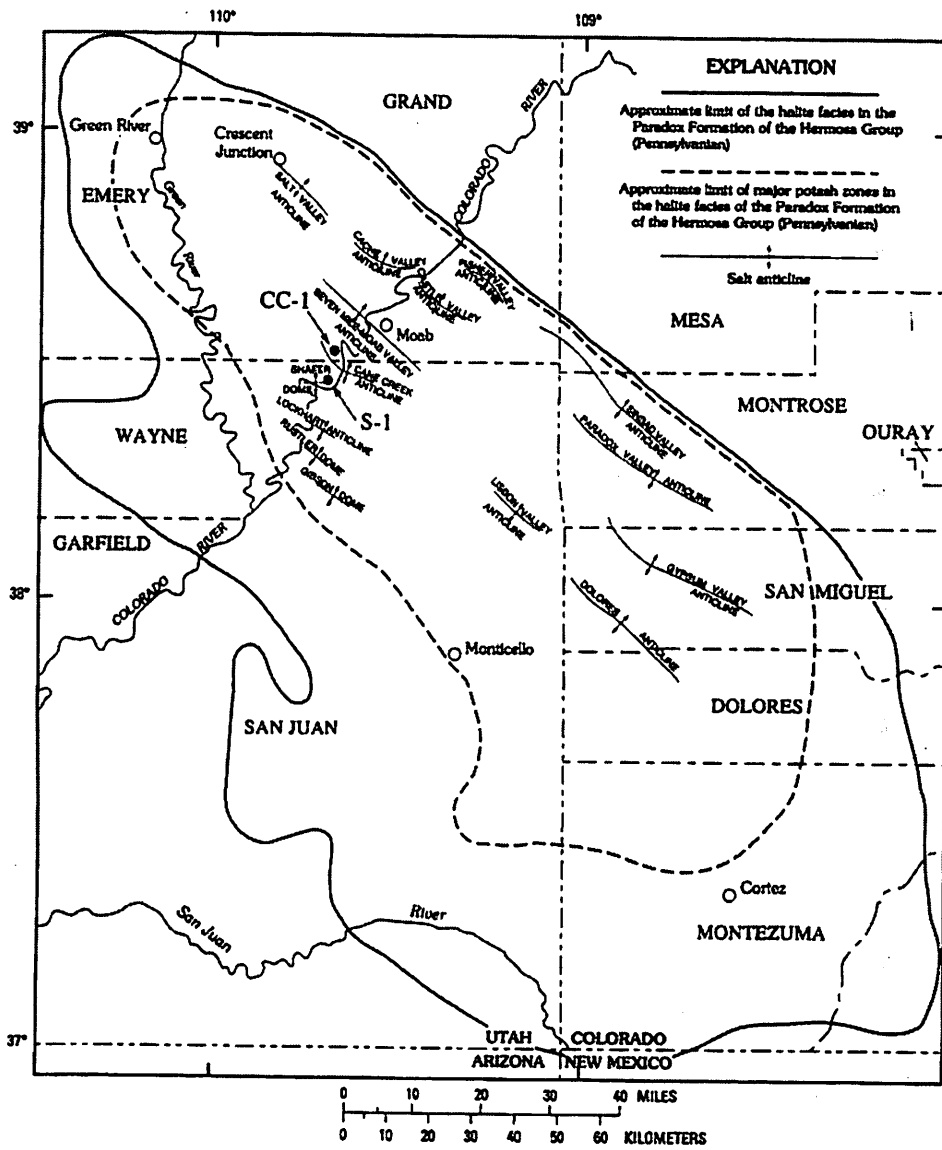 110°
109°
EXPLANATION
Approximate limit of the halite facies in the
Paradox Formation of the Hermosa Group
(Pennsylvanian)
Approximate limit of major potash zones in
the halite facies of the Paradox Formation
of the Hermosa Group (Pennsylvanian)
Salt anticline
GRAND
COLORADO
RIVER
39°
Green River
Crescent
Junction
EMERY
Green
River
SALT VALLEY
ANTICLINE
CACHE VALLEY
ANTICLINE
FISHER VALLEY
ANTICLINE
VALLEY
ANTICLINE
CC-1
SEVEN MILE-MOAB VALLEY
ANTICLINE
Moab
MESA
SHAFER
DOME
CANE CREEK
ANTICLINE
S-1
MONTROSE
OURAY
WAYNE
LOCKHART ANTICLINE
RUSTLER DOME
GIBSON DOME
VALLEY
ANTICLINE
PARADOX VALLEY ANTICLINE
LISBON VALLEY
ANTICLINE
GARFIELD
RIVER
COLORADO
38°
GYPSUM VALLEY
ANTICLINE
SAN MIGUEL
DOLORES
ANTICLINE
Monticello
SAN JUAN
DOLORES
Cortez
San Juan
River
MONTEZUMA
37°
UTAH
COLORADO
ARIZONA
NEW MEXICO
0 10 20 30 40 MILES
0 10 20 30 40 50 60 KILOMETERS